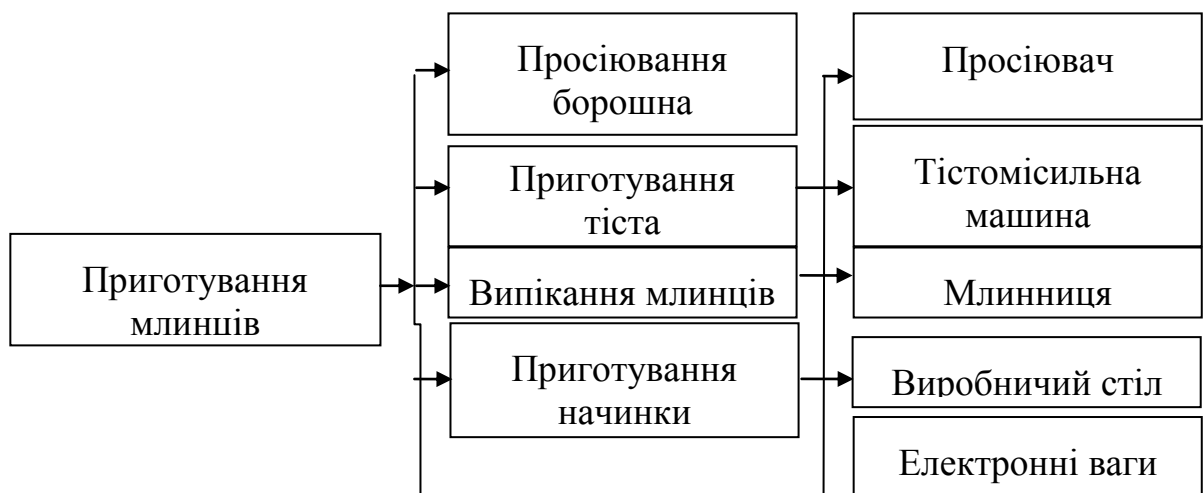 Приготування
млинців
Просіювання
борошна
Приготування
тіста
Випікання млинців
Приготування
начинки
Просіювач
Тістомісильна
машина
Млинниця
Виробничий стіл
Електронні ваги